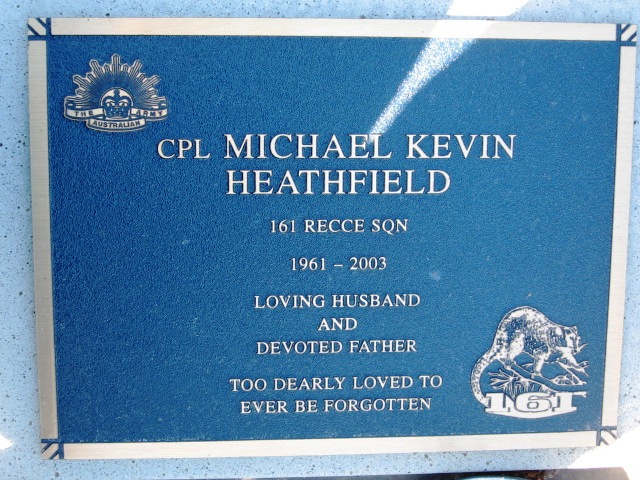 THE ARMY
AUSTRALIAN
CPL MICHAEL KEVIN
HEATHFIELD
161 RECCE SQN
1961 – 2003
LOVING HUSBAND
AND
DEVOTED FATHER
TOO DEARLY LOVED TO
EVER BE FORGOTTEN
161